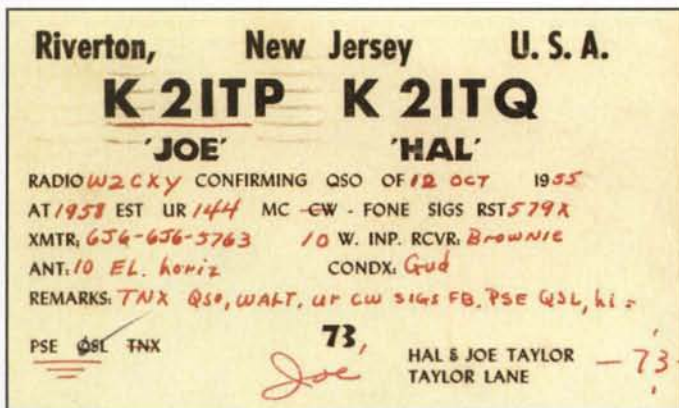 Riverton, New Jersey U. S. A.
K 2ITP K 2ITQ
'JOE' 'HAL'
RADIO W2CXY CONFIRMING QSO OF 12 OCT 1955
AT 1958 EST UR 144 MC CW - FONE SIGS RST 579X
XMTR: 6J6-6J6-5763 10 W. INP. RCVR: Brownie
ANT: 10 EL. horiz CONDX: Gud
REMARKS: TNX QSO, WALT, UR CW SIGS FB. PSE QSL, hi =
PSE QSL TNX 73,
Joe HAL & JOE TAYLOR - 73 -
TAYLOR LANE